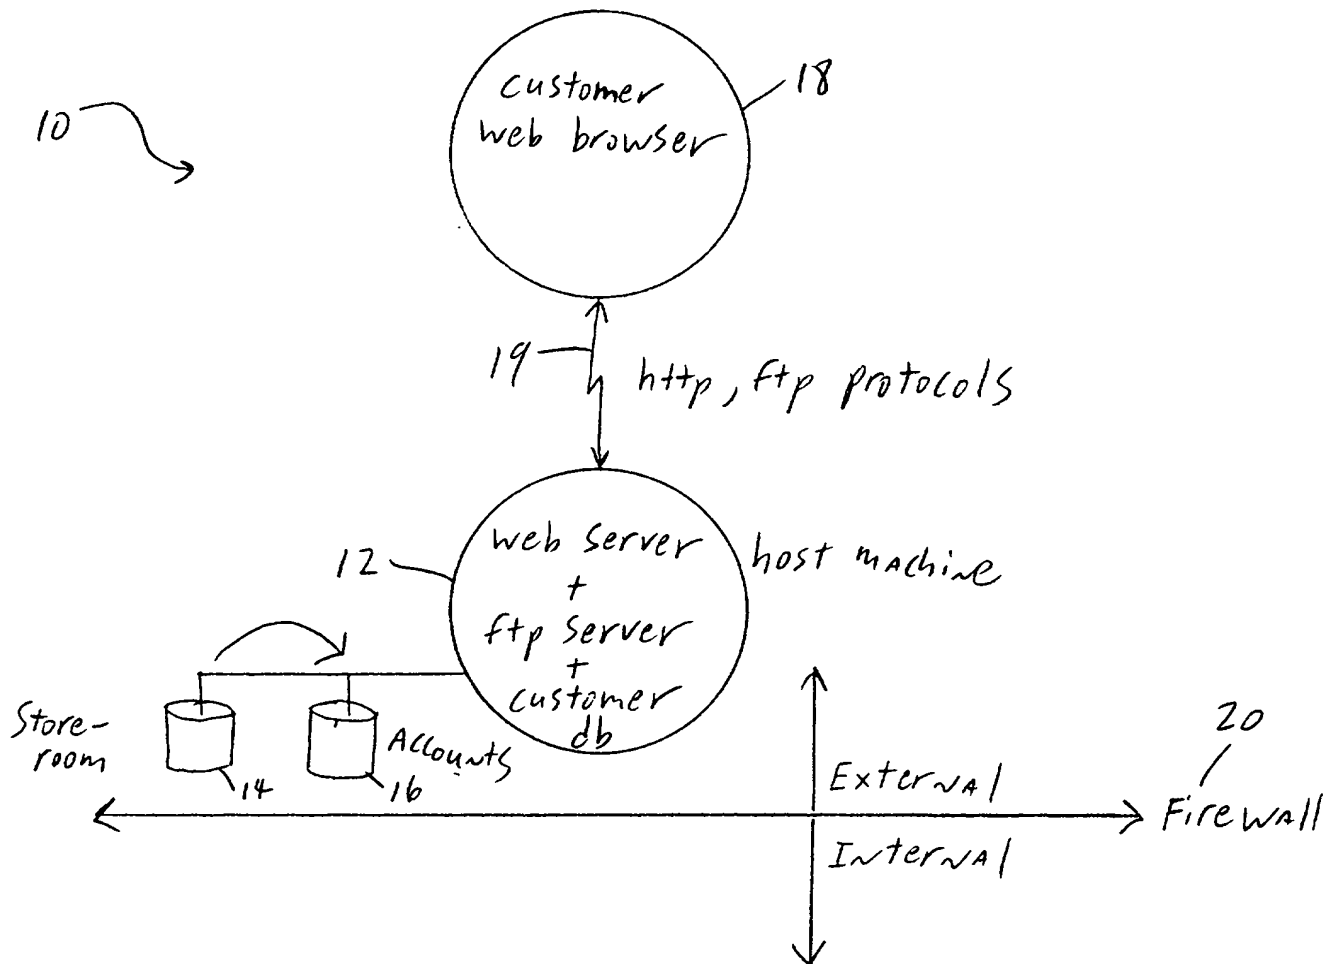 10
customer
web browser
18
19
http, ftp protocols
12
web server
+
ftp server
+
customer
db
host machine
Store-
room
14
Accounts
16
External
Internal
20
Firewall